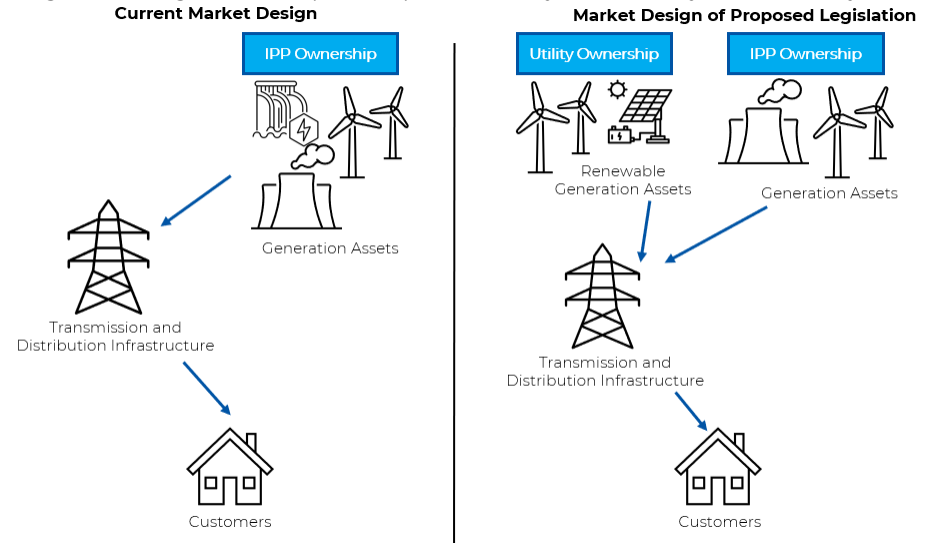 Current Market Design
IPP Ownership
Generation Assets
Transmission and
Distribution Infrastructure
Customers
Market Design of Proposed Legislation
Utility Ownership
IPP Ownership
Renewable
Generation Assets
Generation Assets
Transmission and
Distribution Infrastructure
Customers